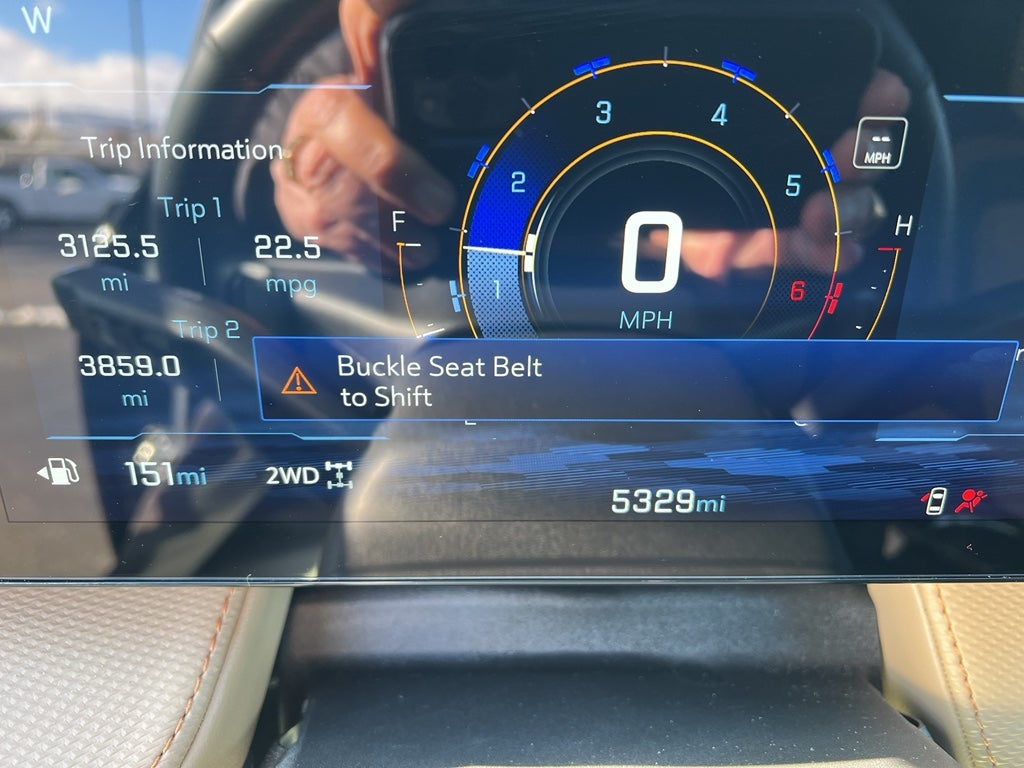 W
Trip Information
Trip 1
3125.5
mi
22.5
mpg
Trip 2
3859.0
mi
151mi
2WD
F
1
2
3
4
5
6
0
MPH
--
MPH
H
Buckle Seat Belt
to Shift
5329mi